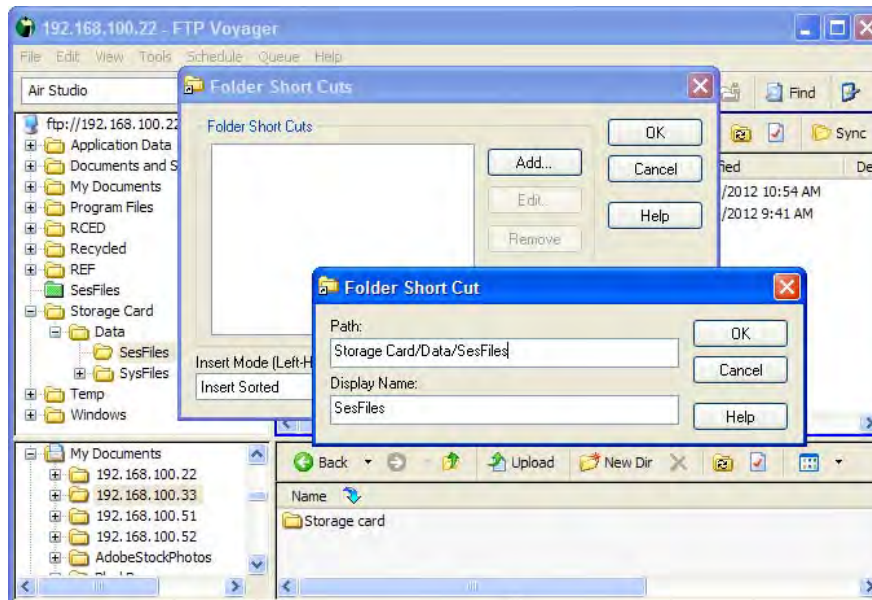 192.168.100.22 - FTP Voyager
File Edit View Tools Schedule Queue Help
Air Studio
Find
Folder Short Cuts
Folder Short Cuts
OK
Add...
Cancel
Edit...
Help
Remove
Insert Mode (Left-H
Insert Sorted
Sync
fied
De
/2012 10:54 AM
/2012 9:41 AM
ftp://192.168.100.22
Application Data
Documents and S
My Documents
Program Files
RCED
Recycled
REF
SesFiles
Storage Card
Data
SesFiles
SysFiles
Temp
Windows
Folder Short Cut
Path:
Storage Card/Data/SesFiles
OK
Cancel
Display Name:
SesFiles
Help
My Documents
192.168.100.22
192.168.100.33
192.168.100.51
192.168.100.52
AdobeStockPhotos
Back
Upload
New Dir
Name
Storage card